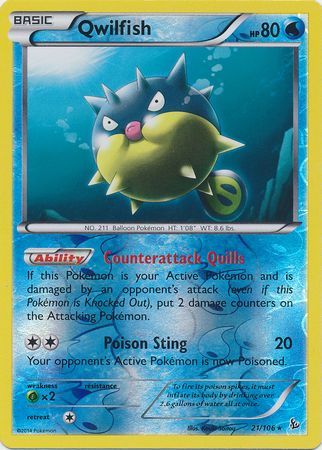 BASIC
Qwilfish HP 80
NO. 211 Balloon Pokémon HT: 1'08" WT: 8.6 lbs.
Ability Counterattack Quills
If this Pokémon is your Active Pokémon and is
damaged by an opponent's attack (even if this
Pokémon is Knocked Out), put 2 damage counters on
the Attacking Pokémon.
Poison Sting 20
Your opponent's Active Pokémon is now Poisoned.
weakness resistance
×2
retreat
To fire its poison spikes, it must
inflate its body by drinking over
2.6 gallons of water all at once.
©2014 Pokémon
Illus. 21/106